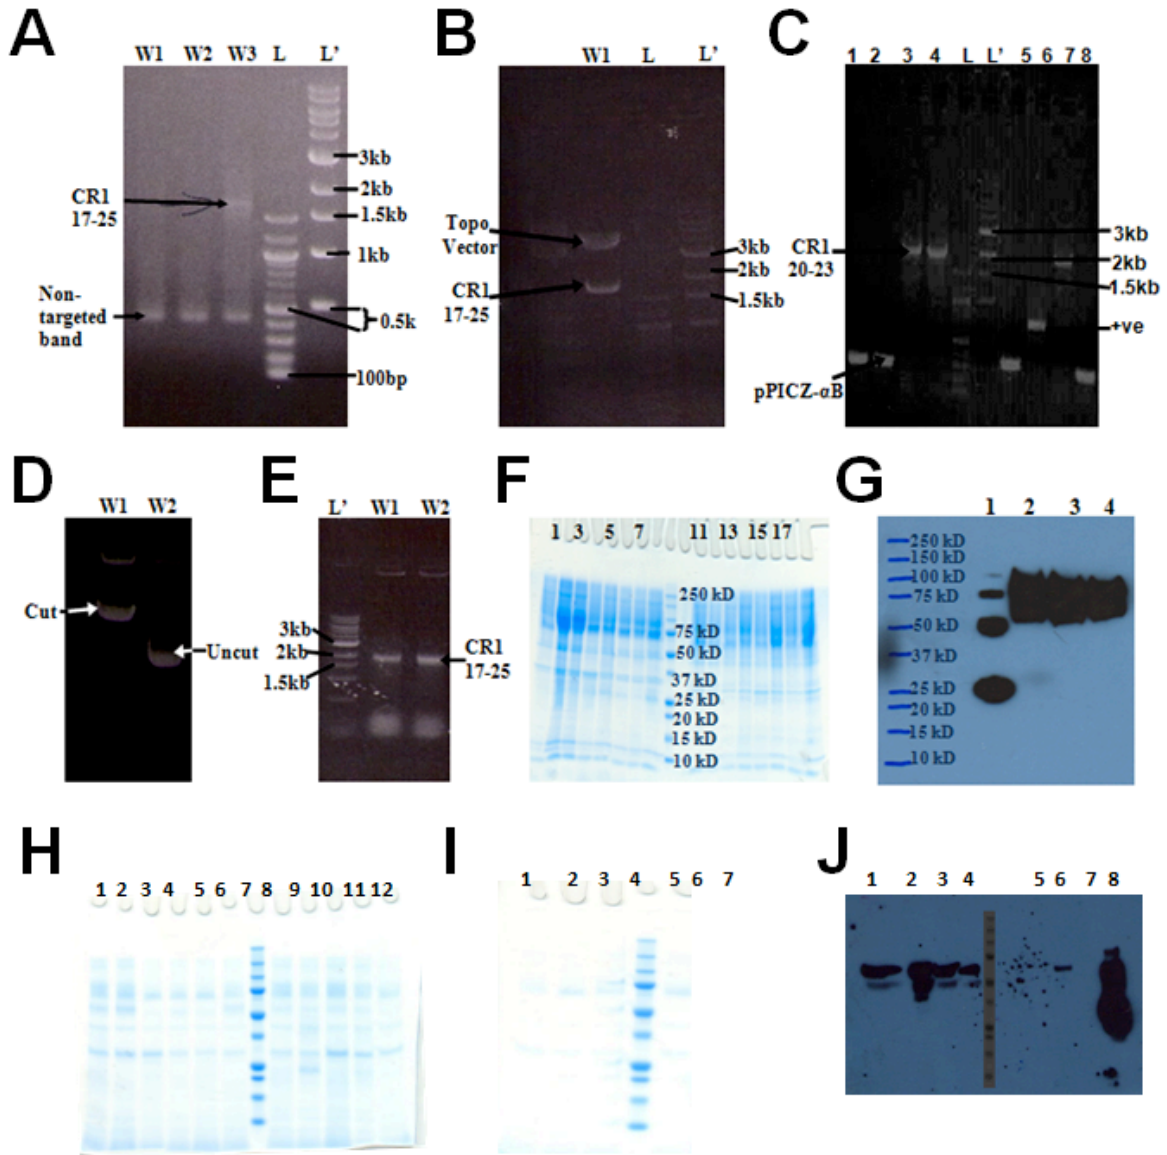 A
W1 W2 W3 L L'
3kb
2kb
1.5kb
1kb
0.5k
100bp
CR1
17-25
Non-
targeted
band
B
W1 L L'
Topo
Vector
CR1
17-25
3kb
2kb
1.5kb
C
1 2 3 4 L L' 5 6 7 8
CR1
20-23
pPICZ-αB
3kb
2kb
1.5kb
+ve
D
W1 W2
Cut
Uncut
E
L' W1 W2
3kb
2kb
1.5kb
CR1
17-25
F
1 3 5 7 11 13 15 17
250 kD
75 kD
50 kD
37 kD
25 kD
20 kD
15 kD
10 kD
G
1 2 3 4
250 kD
150 kD
100 kD
75 kD
50 kD
37 kD
25 kD
20 kD
15 kD
10 kD
H
1 2 3 4 5 6 7 8 9 10 11 12
I
1 2 3 4 5 6 7
J
1 2 3 4 5 6 7 8